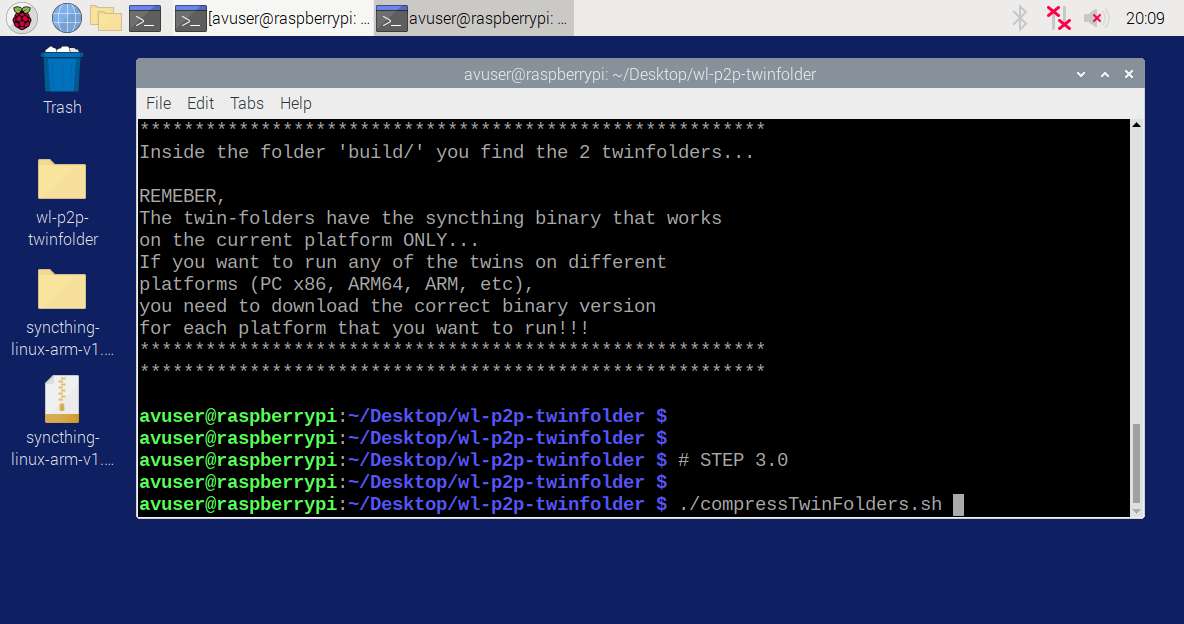 [avuser@raspberrypi: ...
avuser@raspberrypi: ...
20:09
Trash
wl-p2p-
twinfolder
syncthing-
linux-arm-v1....
syncthing-
linux-arm-v1....
avuser@raspberrypi: ~/Desktop/wl-p2p-twinfolder
File Edit Tabs Help
*********************************************************
Inside the folder 'build/' you find the 2 twinfolders...
REMEBER,
The twin-folders have the syncthing binary that works
on the current platform ONLY...
If you want to run any of the twins on different
platforms (PC x86, ARM64, ARM, etc),
you need to download the correct binary version
for each platform that you want to run!!!
*********************************************************
*********************************************************
avuser@raspberrypi:~/Desktop/wl-p2p-twinfolder $
avuser@raspberrypi:~/Desktop/wl-p2p-twinfolder $
avuser@raspberrypi:~/Desktop/wl-p2p-twinfolder $ # STEP 3.0
avuser@raspberrypi:~/Desktop/wl-p2p-twinfolder $
avuser@raspberrypi:~/Desktop/wl-p2p-twinfolder $ ./compressTwinFolders.sh